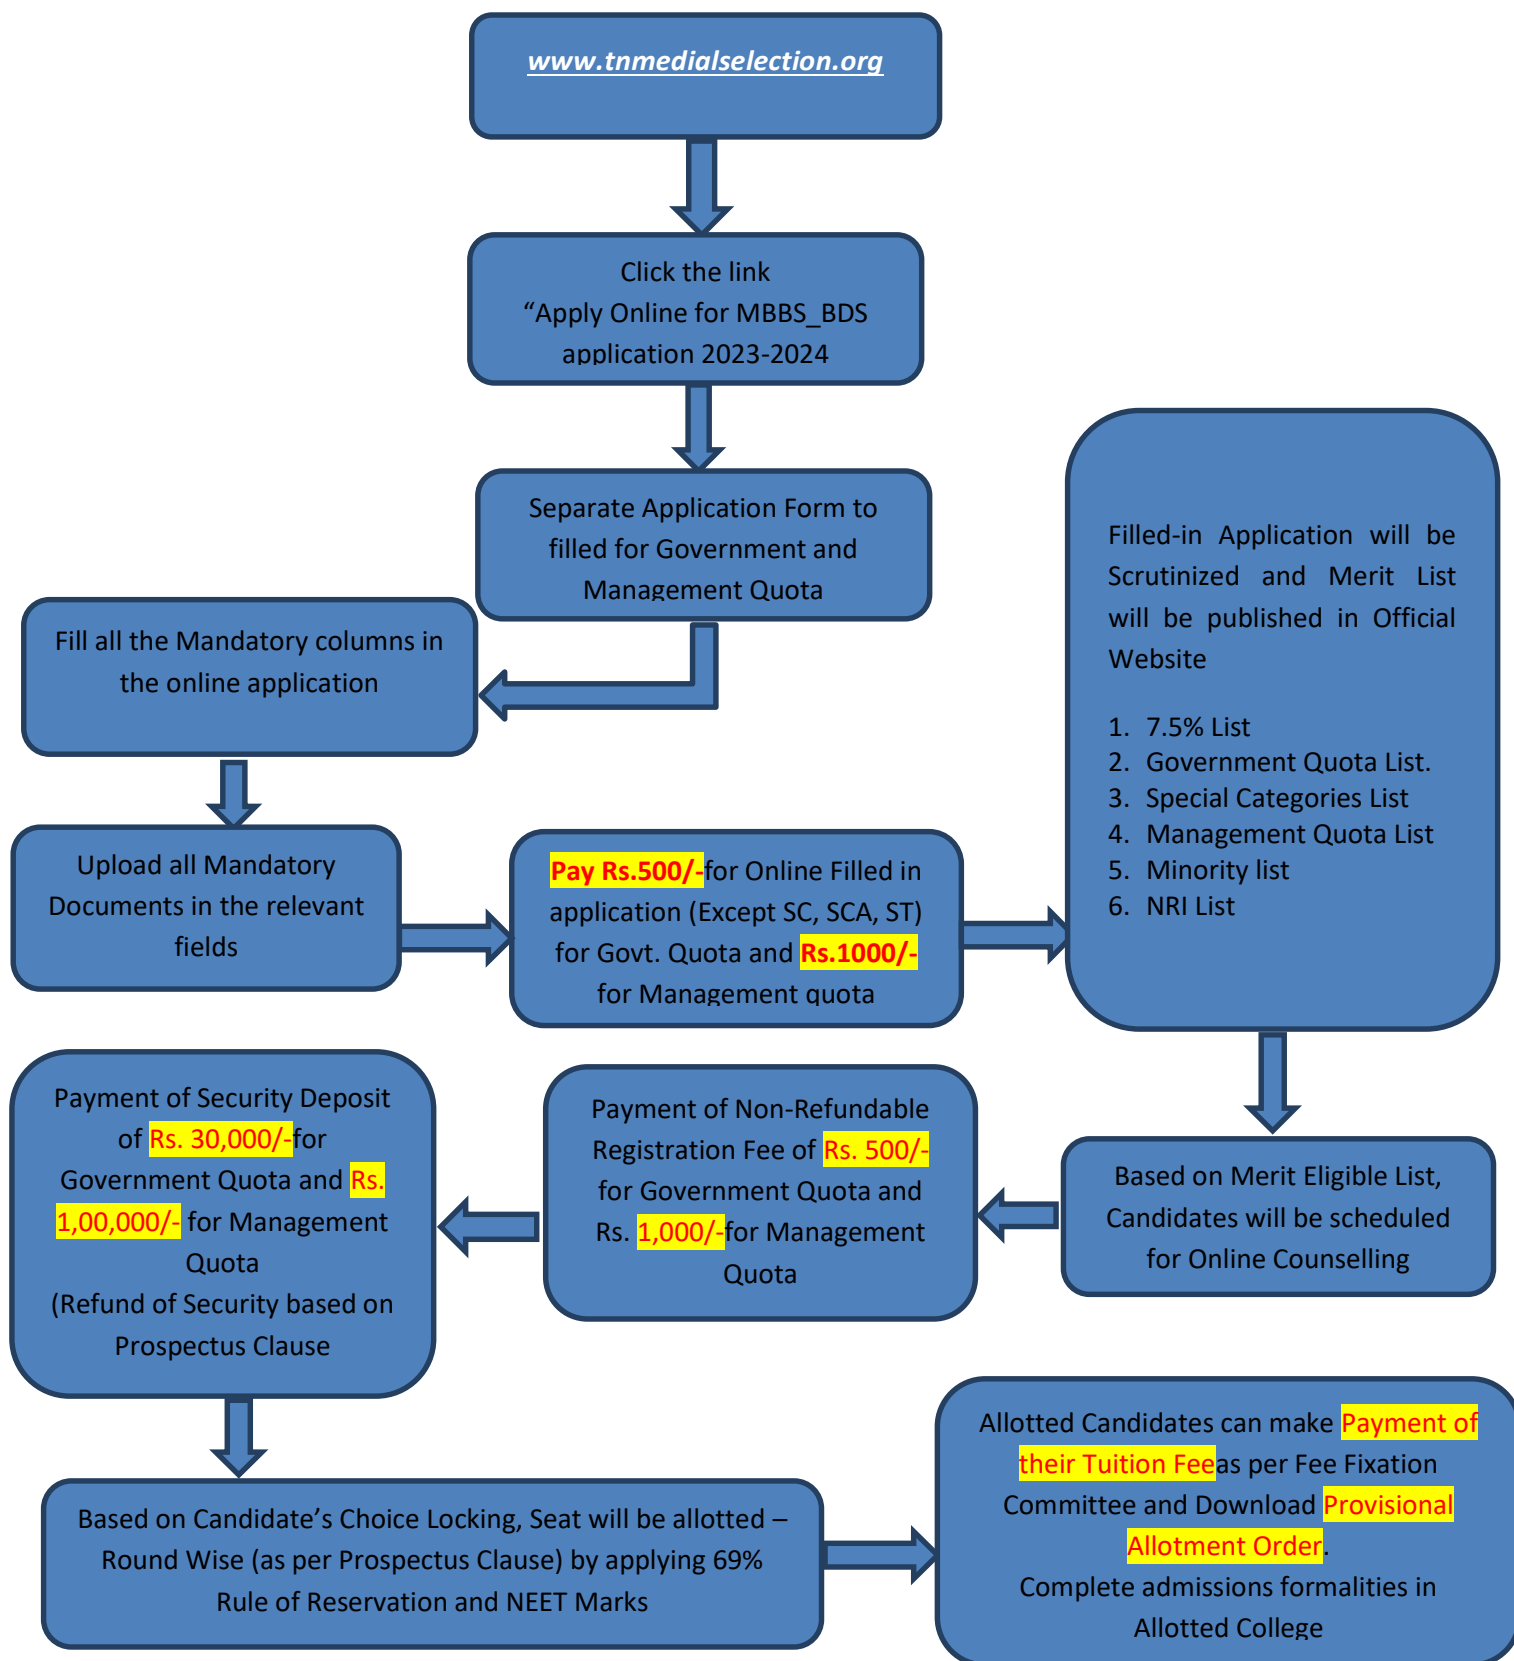 www.tnmedialselection.org
Click the link
“Apply Online for MBBS_BDS
application 2023-2024
Separate Application Form to
filled for Government and
Management Quota
Fill all the Mandatory columns in
the online application
Upload all Mandatory
Documents in the relevant
fields
Pay Rs.500/-for Online Filled in
application (Except SC, SCA, ST)
for Govt. Quota and Rs.1000/-
for Management quota
Filled-in Application will be
Scrutinized and Merit List
will be published in Official
Website
1. 7.5% List
2. Government Quota List.
3. Special Categories List
4. Management Quota List
5. Minority list
6. NRI List
Based on Merit Eligible List,
Candidates will be scheduled
for Online Counselling
Payment of Non-Refundable
Registration Fee of Rs. 500/-
for Government Quota and
Rs. 1,000/-for Management
Quota
Payment of Security Deposit
of Rs. 30,000/-for
Government Quota and Rs.
1,00,000/- for Management
Quota
(Refund of Security based on
Prospectus Clause
Based on Candidate’s Choice Locking, Seat will be allotted –
Round Wise (as per Prospectus Clause) by applying 69%
Rule of Reservation and NEET Marks
Allotted Candidates can make Payment of
their Tuition Feeas per Fee Fixation
Committee and Download Provisional
Allotment Order.
Complete admissions formalities in
Allotted College